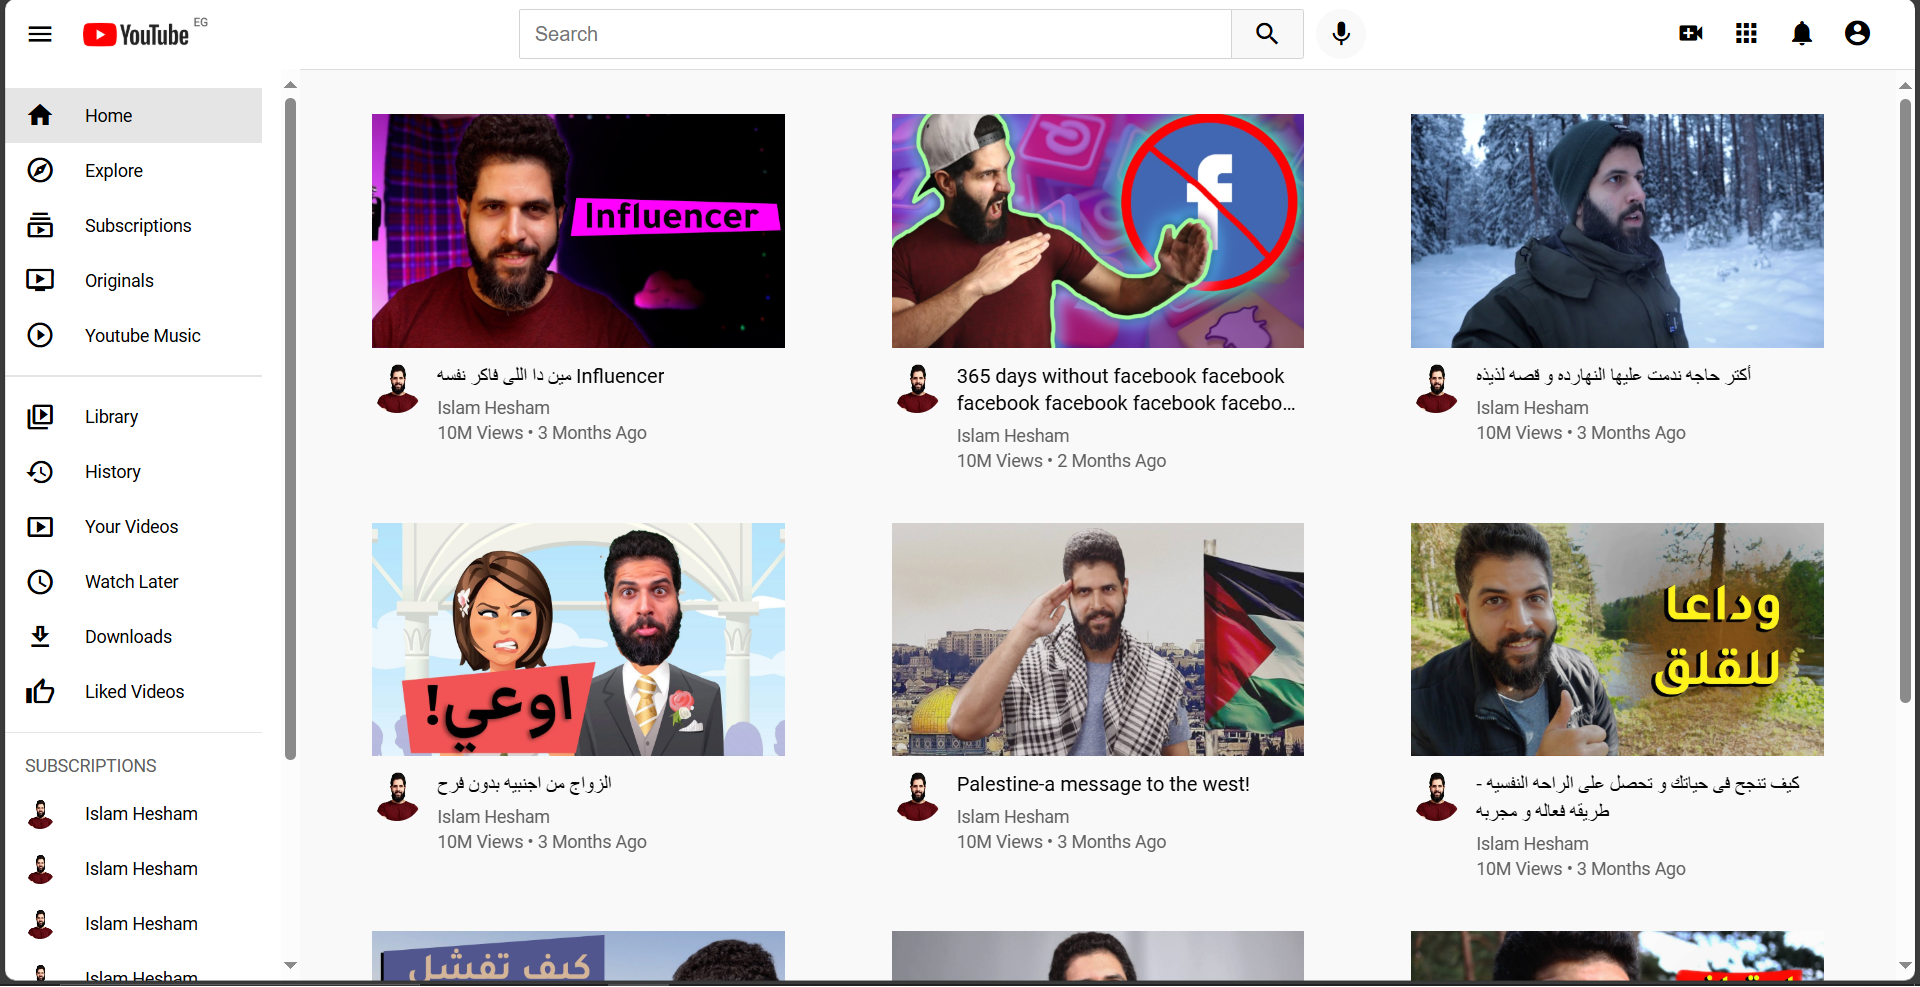 YouTube EG
Search
Home
Explore
Subscriptions
Originals
Youtube Music
Library
History
Your Videos
Watch Later
Downloads
Liked Videos
SUBSCRIPTIONS
Islam Hesham
Islam Hesham
Islam Hesham
Islam Hesham
Influencer
مين دا اللى فاكر نفسه Influencer
Islam Hesham
10M Views • 3 Months Ago
365 days without facebook facebook
facebook facebook facebook facebo...
Islam Hesham
10M Views • 2 Months Ago
أكتر حاجه ندمت عليها النهارده و قصه لذيذه
Islam Hesham
10M Views • 3 Months Ago
اوعي!
الزواج من اجنبيه بدون فرح
Islam Hesham
10M Views • 3 Months Ago
Palestine-a message to the west!
Islam Hesham
10M Views • 3 Months Ago
وداعا
للقلق
كيف تنجح فى حياتك و تحصل على الراحه النفسيه -
طريقه فعاله و مجربه
Islam Hesham
10M Views • 3 Months Ago
كيف تفشل